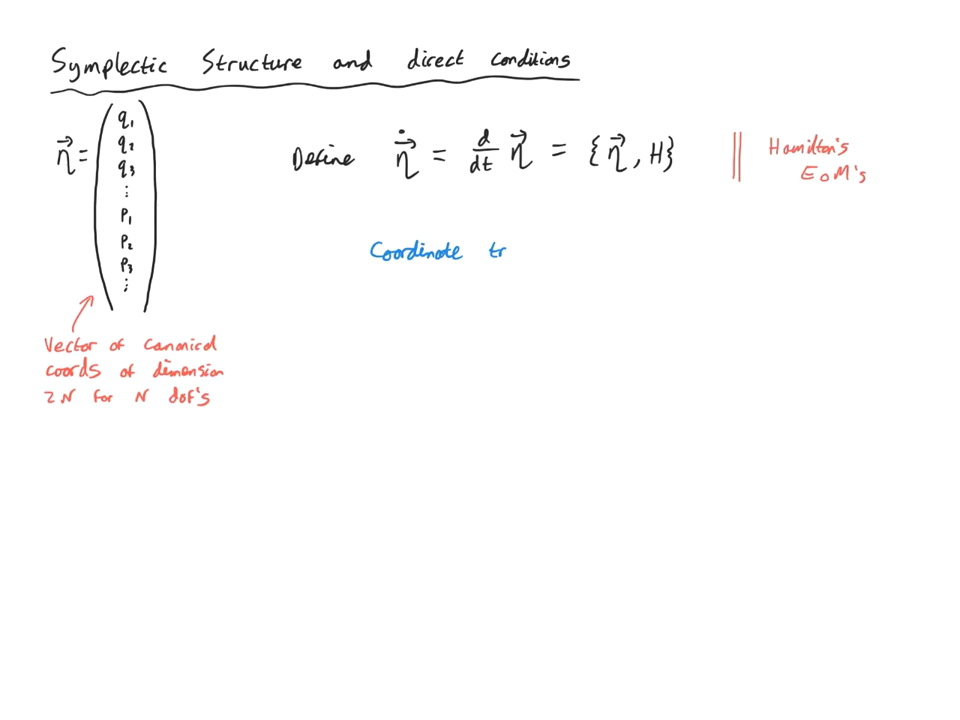 Symplectic Structure and direct conditions
η⃗ = ( q₁ q₂ q₃ ⋮ p₁ p₂ p₃ ⋮ )
Define η⃗̇ = d/dt η⃗ = {η⃗, H}
Hamilton's
EoM's
Coordinate tr
Vector of canonical
coords of dimension
2N for N dof's